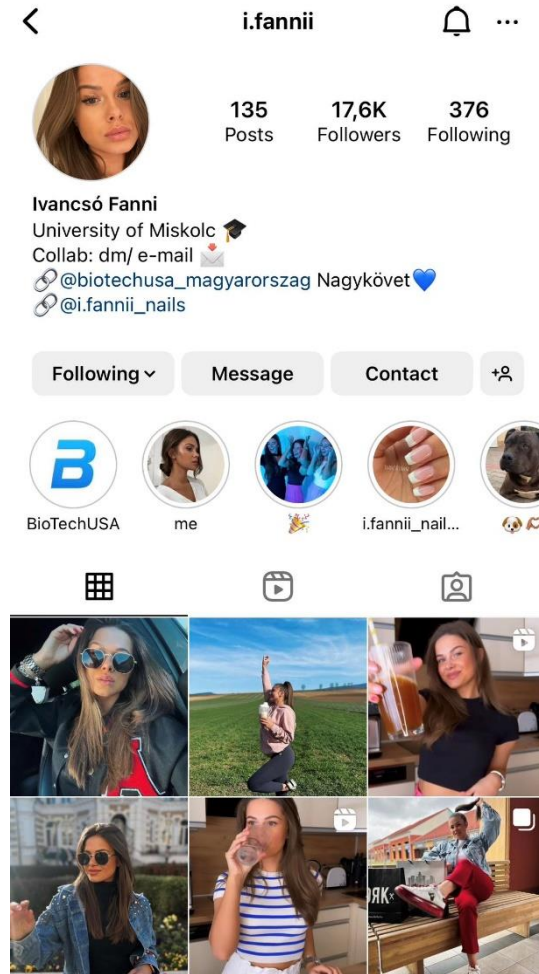 i.fannii
135 17,6K 376
Posts Followers Following
Ivancsó Fanni
University of Miskolc 🎓
Collab: dm/ e-mail 📩
🔗@biotechusa_magyarorszag Nagykövet💙
🔗@i.fannii_nails
Following Message Contact
B
BioTechUSA me 🎉 i.fannii_nail... 🐶🫶🏽